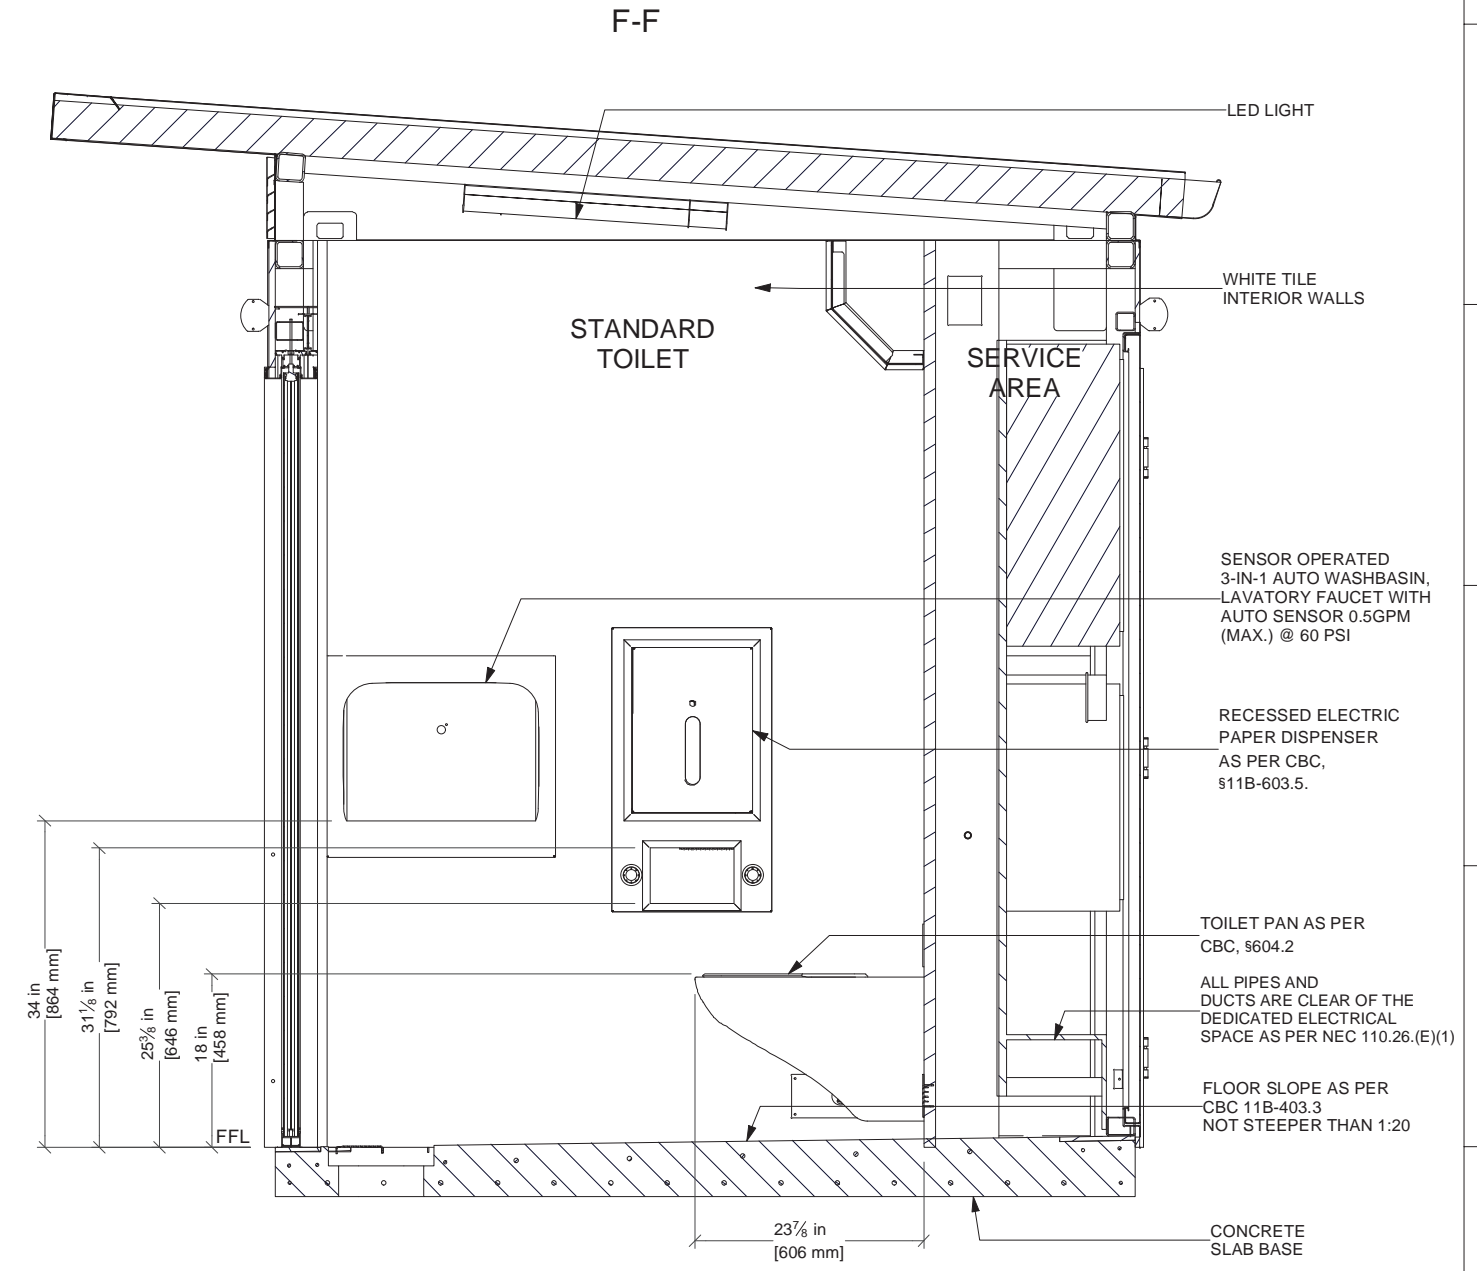 F-F
LED LIGHT
WHITE TILE
INTERIOR WALLS
STANDARD
TOILET
SERVICE
AREA
SENSOR OPERATED
3-IN-1 AUTO WASHBASIN,
LAVATORY FAUCET WITH
AUTO SENSOR 0.5GPM
(MAX.) @ 60 PSI
RECESSED ELECTRIC
PAPER DISPENSER
AS PER CBC,
§11B-603.5.
TOILET PAN AS PER
CBC, §604.2
ALL PIPES AND
DUCTS ARE CLEAR OF THE
DEDICATED ELECTRICAL
SPACE AS PER NEC 110.26.(E)(1)
FLOOR SLOPE AS PER
CBC 11B-403.3
NOT STEEPER THAN 1:20
CONCRETE
SLAB BASE
34 in
[864 mm]
31⅛ in
[792 mm]
25⅜ in
[646 mm]
18 in
[458 mm]
FFL
23⅞ in
[606 mm]